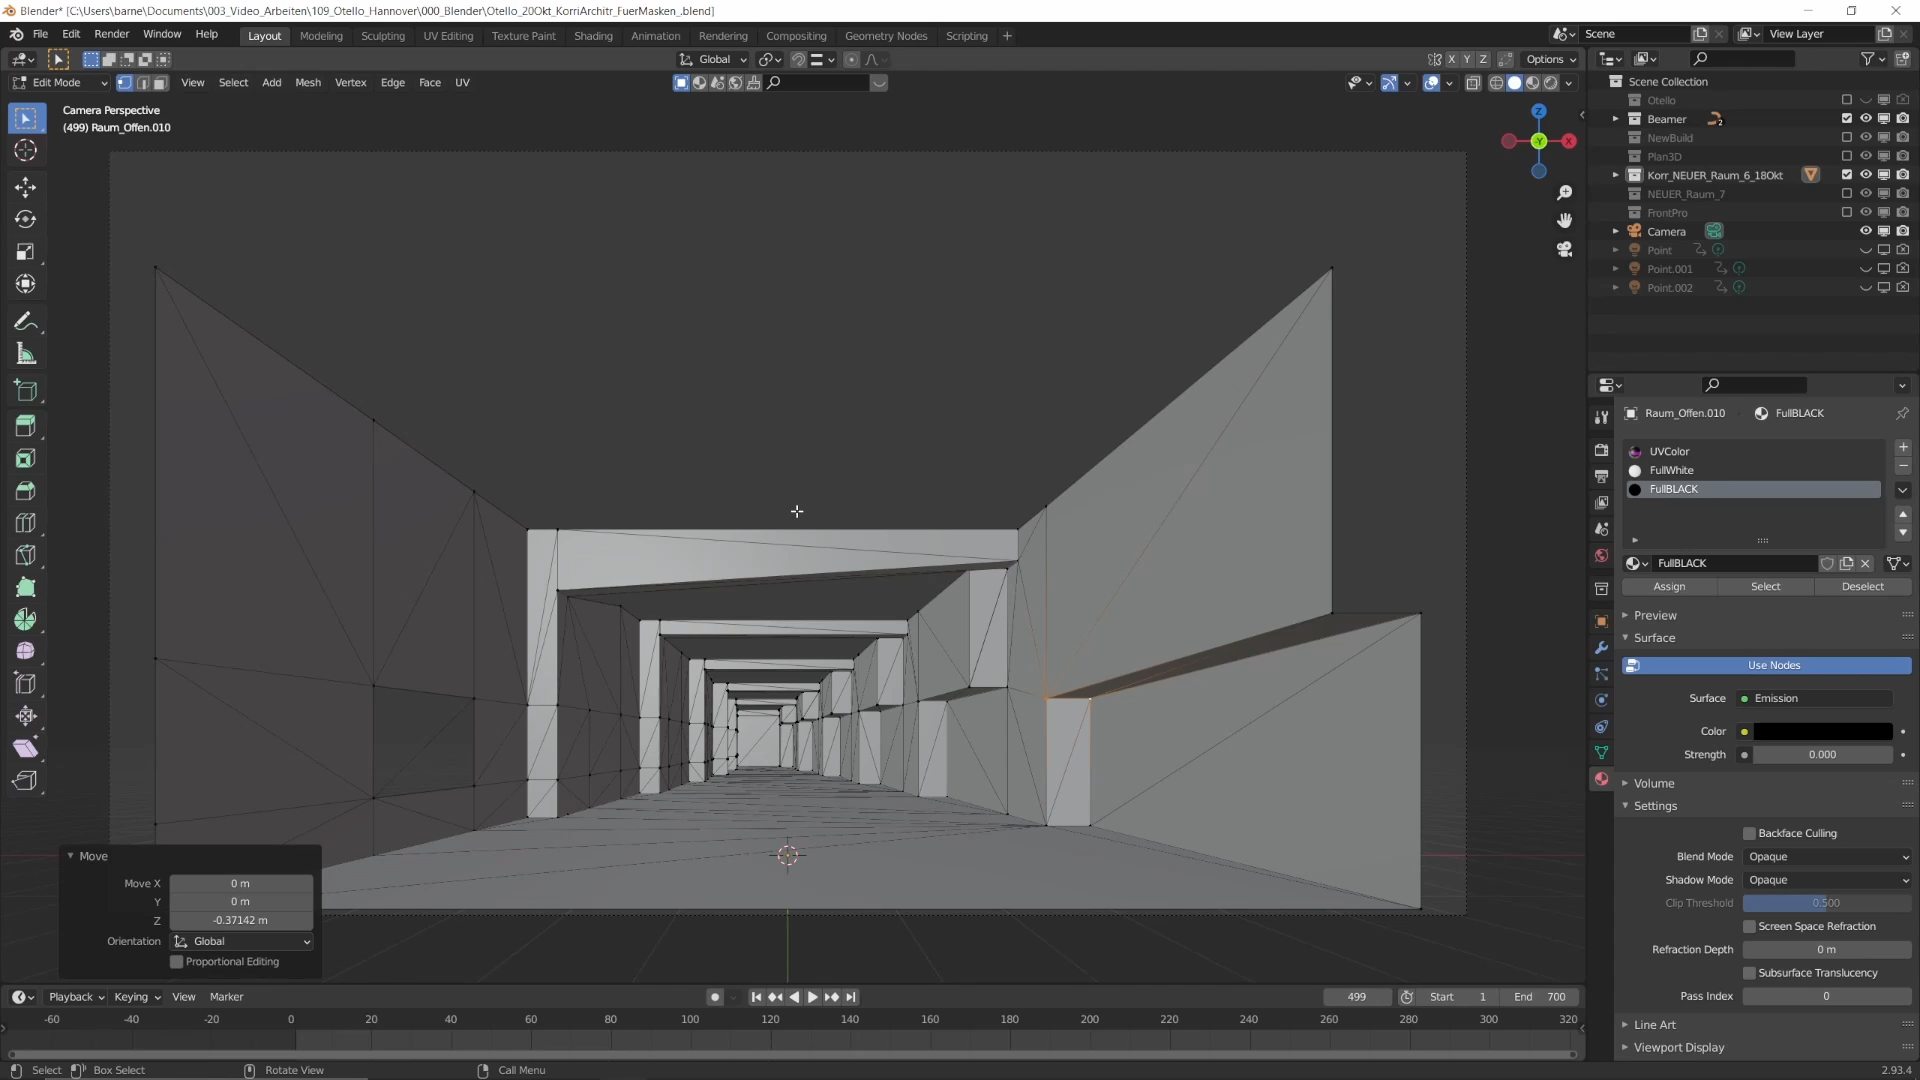 Blender* [C:\Users\barne\Documents\003_Video_Arbeiten\109_Otello_Hannover\000_Blender\Otello_20Okt_KorriArchitr_FuerMasken_.blend]
File Edit Render Window Help Layout Modeling Sculpting UV Editing Texture Paint Shading Animation Rendering Compositing Geometry Nodes Scripting + Scene View Layer
Global X Y Z Options
Edit Mode View Select Add Mesh Vertex Edge Face UV
Camera Perspective
(499) Raum_Offen.010
Z
Y
X
Scene Collection
Otello
Beamer 2
NewBuild
Plan3D
Korr_NEUER_Raum_6_18Okt
NEUER_Raum_7
FrontPro
Camera
Point
Point.001
Point.002
Raum_Offen.010 FullBLACK
UVColor
FullWhite
FullBLACK
FullBLACK
Assign Select Deselect
Preview
Surface
Use Nodes
Surface Emission
Color
Strength 0.000
Volume
Settings
Backface Culling
Blend Mode Opaque
Shadow Mode Opaque
Clip Threshold 0.500
Screen Space Refraction
Refraction Depth 0 m
Subsurface Translucency
Pass Index 0
Line Art
Viewport Display
Move
Move X 0 m
Y 0 m
Z -0.37142 m
Orientation Global
Proportional Editing
Playback Keying View Marker 499 Start 1 End 700
-60 -40 -20 0 20 40 60 80 100 120 140 160 180 200 220 240 260 280 300 320
Select Box Select Rotate View Call Menu 2.93.4